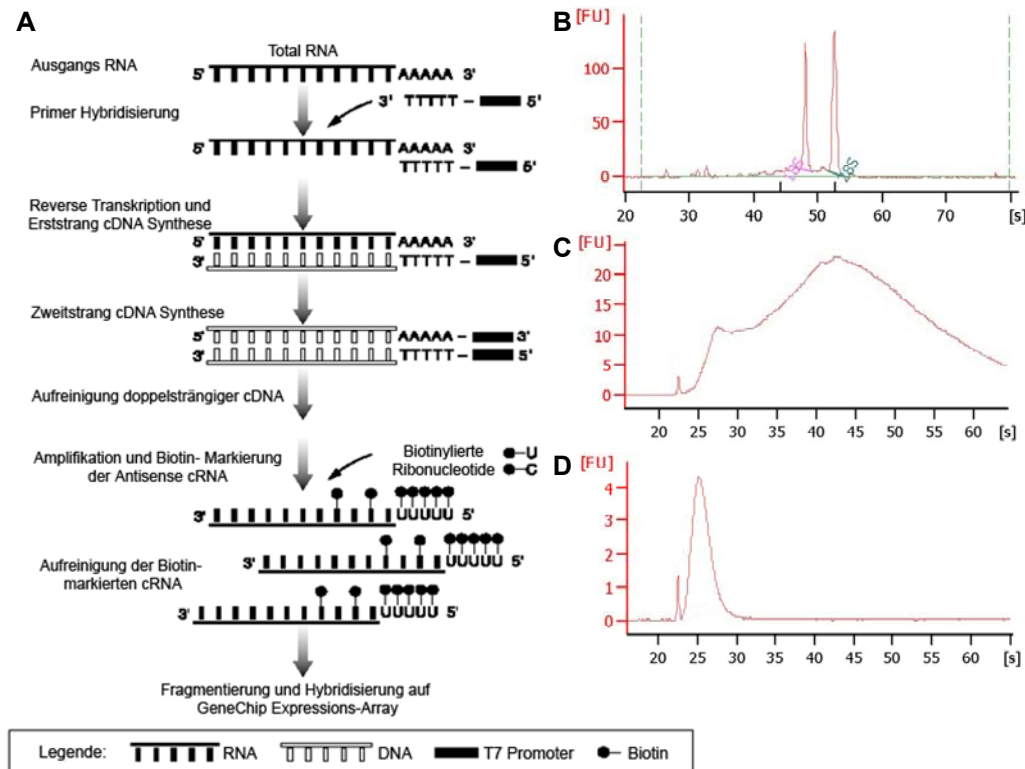 A
Total RNA
Ausgangs RNA
5' AAAAA 3'
3' TTTTT – 5'
Primer Hybridisierung
5' AAAAA 3'
TTTTT – 5'
Reverse Transkription und
Erststrang cDNA Synthese
5' AAAAA 3'
3' TTTTT – 5'
Zweitstrang cDNA Synthese
5' AAAAA – 3'
3' TTTTT – 5'
Aufreinigung doppelsträngiger cDNA
Amplifikation und Biotin- Markierung
der Antisense cRNA
Biotinylierte
Ribonucleotide
U
C
3' UUUUU 5'
Aufreinigung der Biotin-
markierten cRNA
3' UUUUU 5'
3' UUUUU 5'
Fragmentierung und Hybridisierung auf
GeneChip Expressions-Array
B
[FU]
100
50
0
20 30 40 50 60 70 [s]
C
[FU]
20
15
10
5
0
20 25 30 35 40 45 50 55 60 [s]
D
[FU]
4
3
2
1
0
20 25 30 35 40 45 50 55 60 [s]
Legende: RNA DNA T7 Promoter Biotin